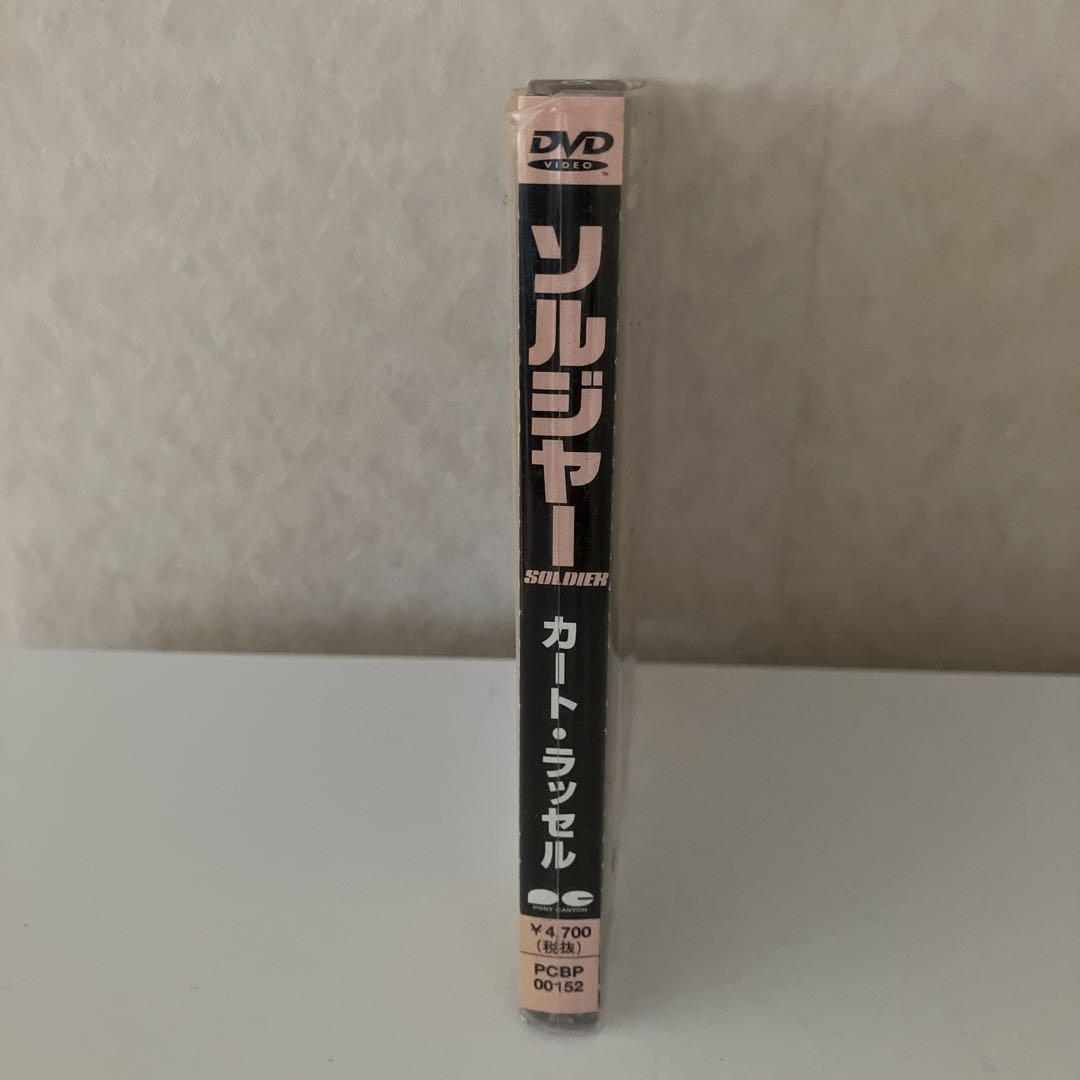 DVD
VIDEO
TM
ソルジャー
SOLDIER
カート・ラッセル
PONY CANYON
￥4,700
(税抜)
PCBP
00152